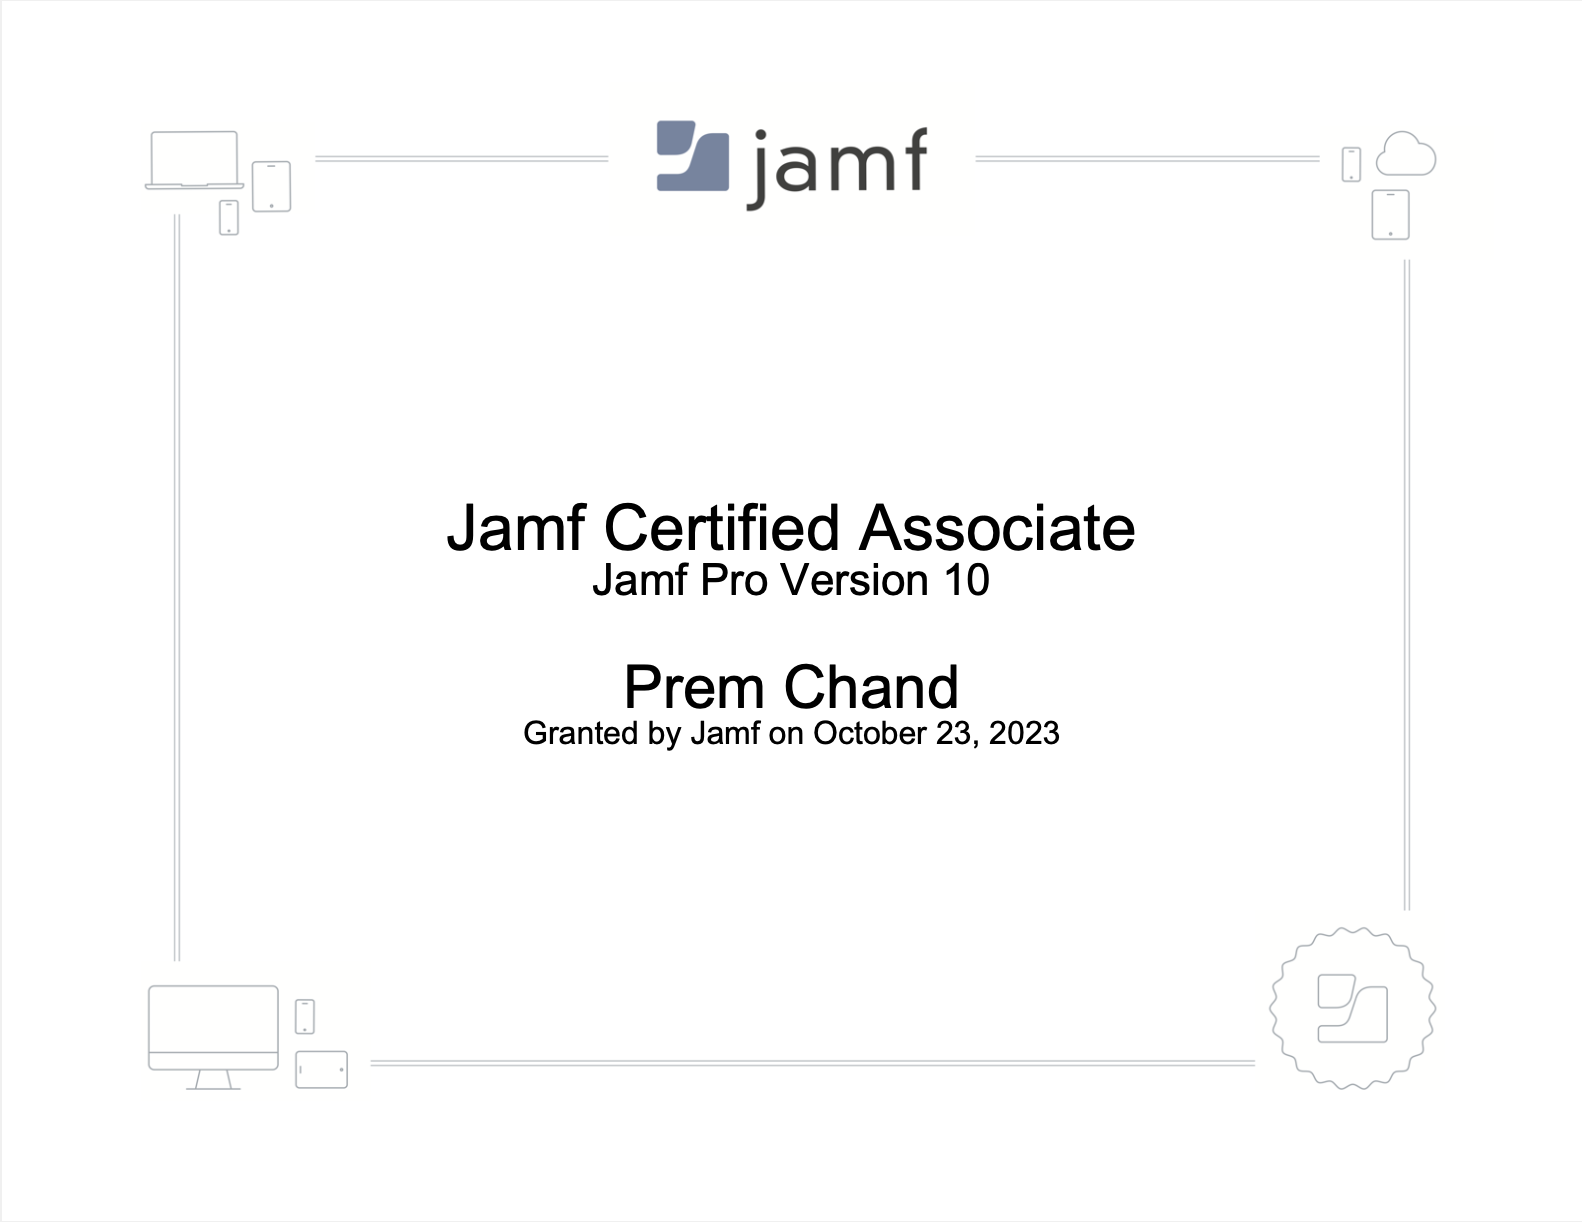 jamf
Jamf Certified Associate
Jamf Pro Version 10
Prem Chand
Granted by Jamf on October 23, 2023